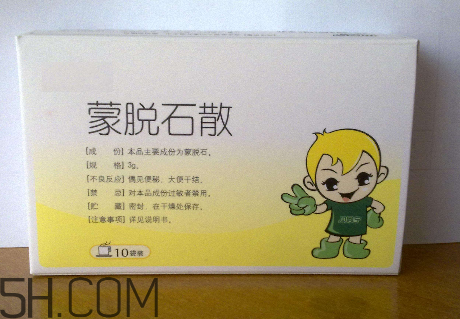 蒙脱石散
[成　份] 本品主要成份为蒙脱石。
[规　格] 3g。
[不良反应] 偶见便秘，大便干结。
[禁　忌] 对本品成份过敏者禁用。
[贮　藏] 密封，在干燥处保存。
[注意事项] 详见说明书。
10袋装
5H.COM